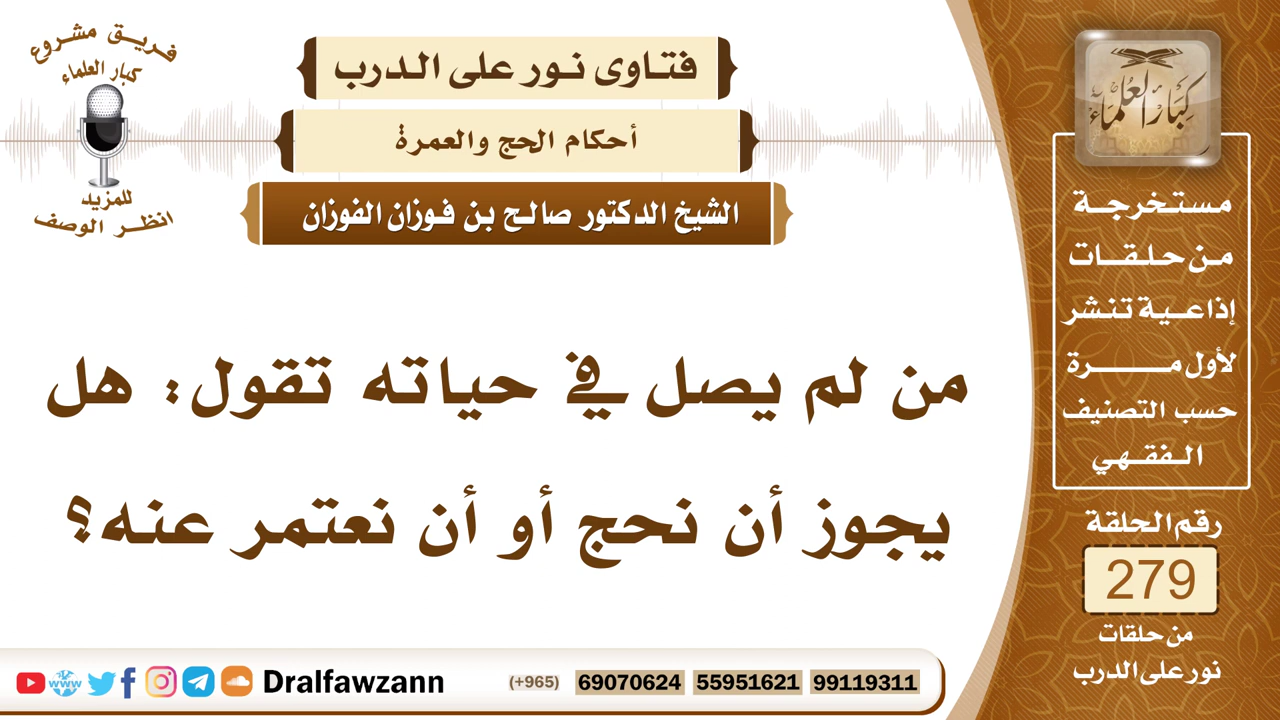 فريق مشروع
كبار العلماء
للمزيد
انظر الوصف
فتاوى نور على الدرب
أحكام الحج والعمرة
الشيخ الدكتور صالح بن فوزان الفوزان
من لم يصل في حياته تقول: هل
يجوز أن نحج أو أن نعتمر عنه؟
كبار العلماء
مستخرجة
من حلقات
إذاعية تنشر
لأول مرة
حسب التصنيف
الفقهي
رقم الحلقة
279
من حلقات
نور على الدرب
www Dralfawzann (+965) 69070624 55951621 99119311